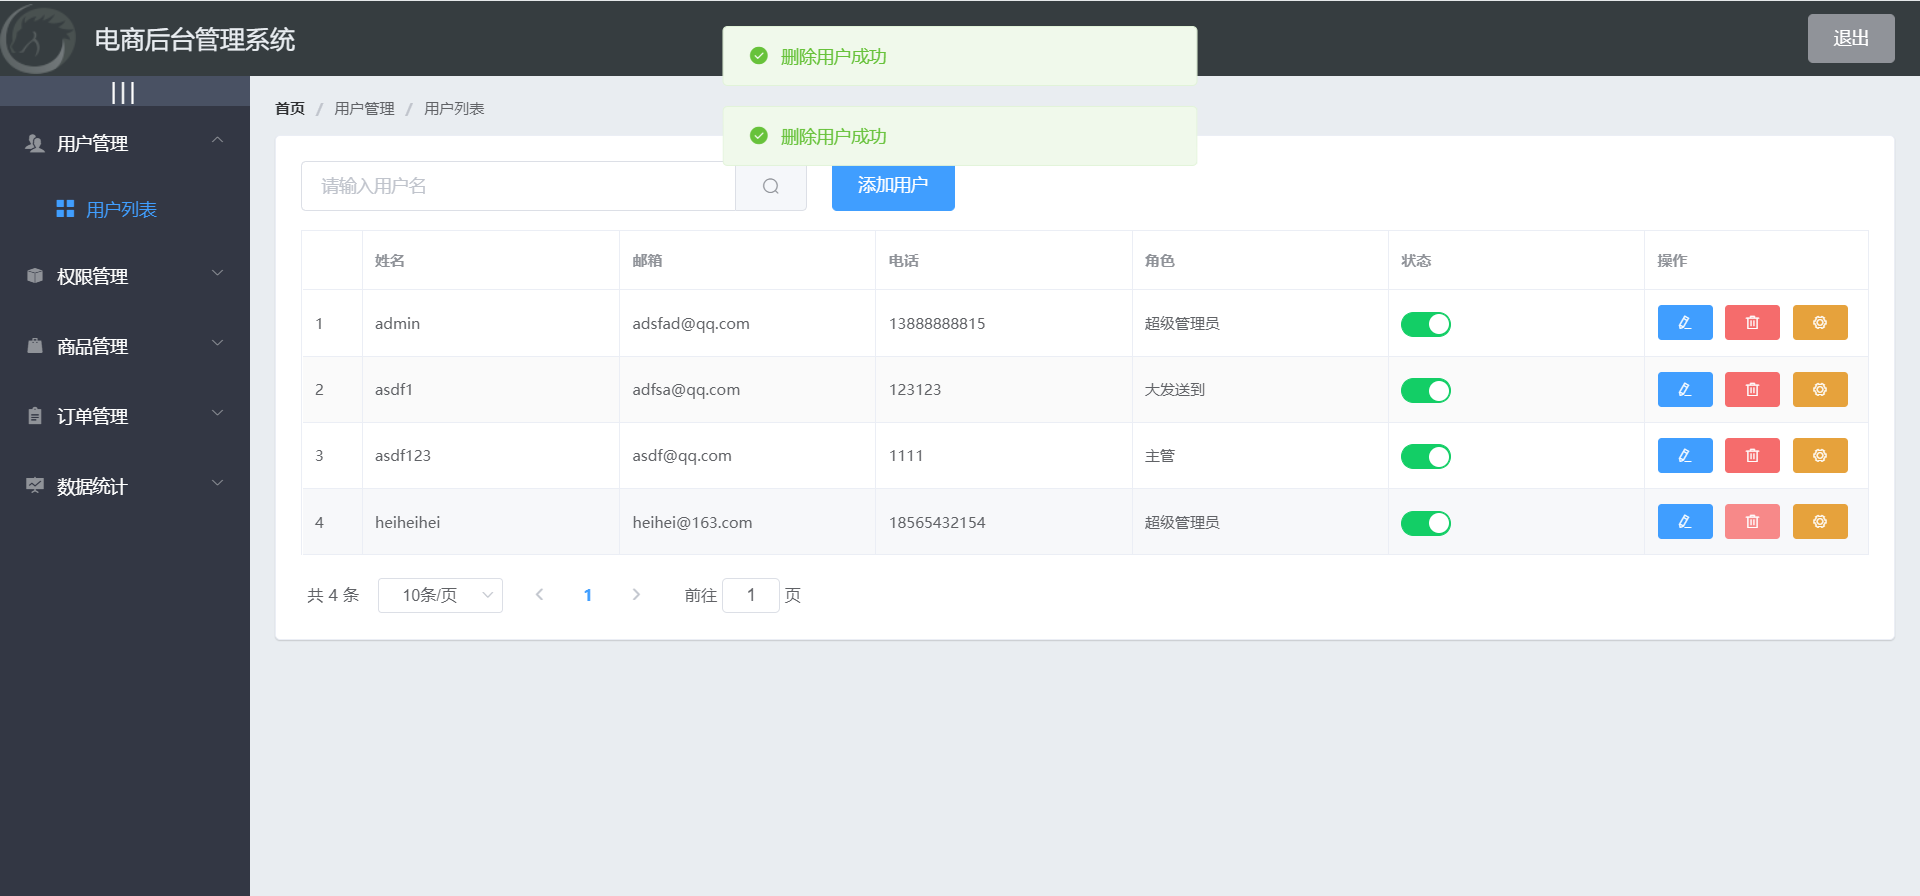 电商后台管理系统
删除用户成功
退出
|||
首页 / 用户管理 / 用户列表
删除用户成功
用户管理
用户列表
权限管理
商品管理
订单管理
数据统计
请输入用户名
添加用户
姓名 邮箱 电话 角色 状态 操作
1 admin adsfad@qq.com 13888888815 超级管理员
2 asdf1 adfsa@qq.com 123123 大发送到
3 asdf123 asdf@qq.com 1111 主管
4 heiheihei heihei@163.com 18565432154 超级管理员
共 4 条 10条/页 1 前往 1 页